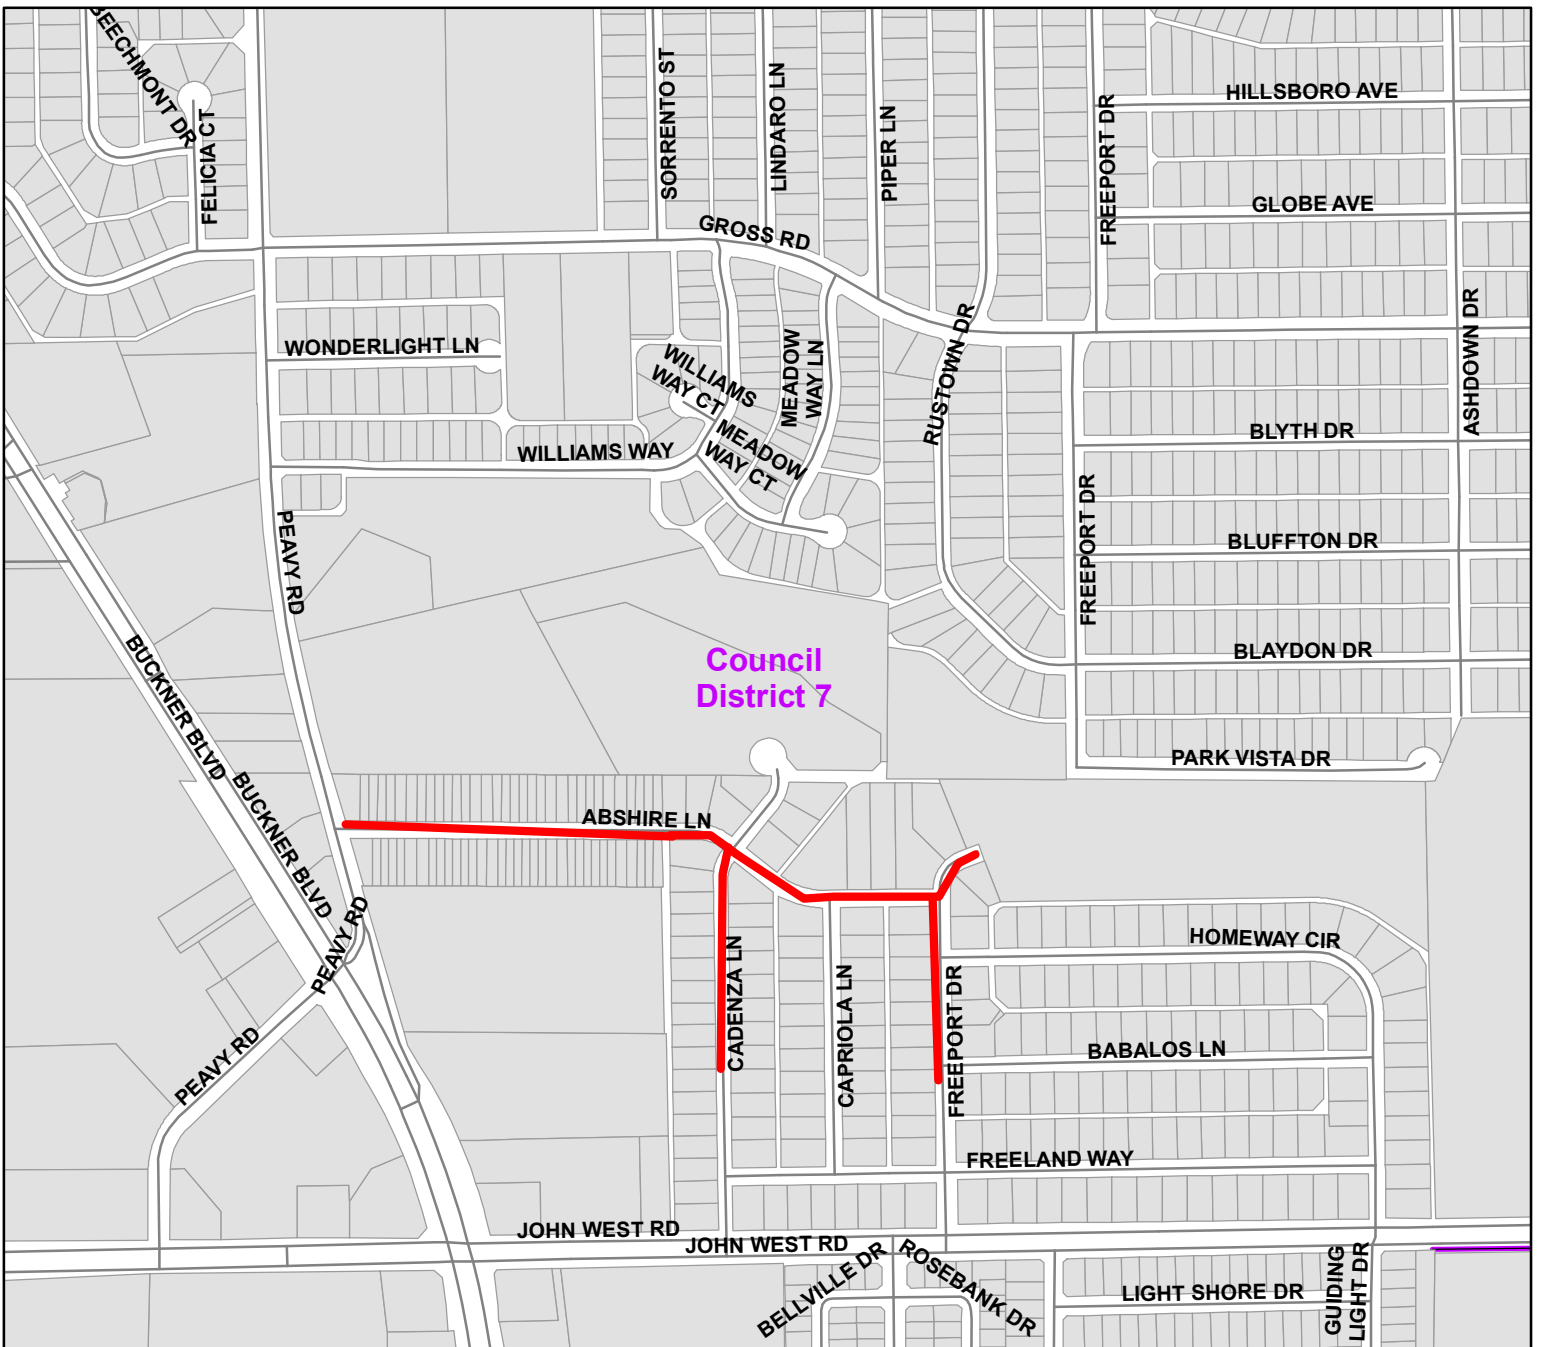 BEECHMONT DR
FELICIA CT
SORRENTO ST
LINDARO LN
PIPER LN
FREEPORT DR
HILLSBORO AVE
GLOBE AVE
GROSS RD
ASHDOWN DR
RUSTOWN DR
WONDERLIGHT LN
WILLIAMS
WAY CT
MEADOW
WAY LN
MEADOW
WAY CT
WILLIAMS WAY
BLYTH DR
BLUFFTON DR
FREEPORT DR
PEAVY RD
BLAYDON DR
Council
District 7
BUCKNER BLVD
BUCKNER BLVD
PARK VISTA DR
ABSHIRE LN
PEAVY RD
HOMEWAY CIR
CADENZA LN
CAPRIOLA LN
FREEPORT DR
BABALOS LN
PEAVY RD
FREELAND WAY
JOHN WEST RD
JOHN WEST RD
BELLVILLE DR
ROSEBANK DR
LIGHT SHORE DR
GUIDING
LIGHT DR